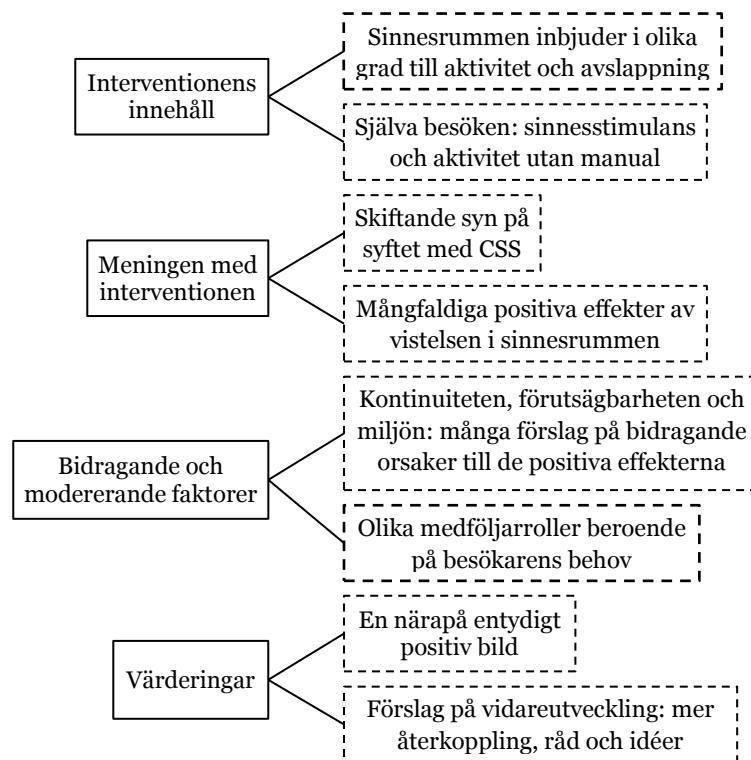 Interventionens
innehåll
Sinnesrummen inbjuder i olika
grad till aktivitet och avslappning
Själva besöken: sinnesstimulans
och aktivitet utan manual
Meningen med
interventionen
Skiftande syn på
syftet med CSS
Mångfaldiga positiva effekter av
vistelsen i sinnesrummen
Bidragande och
modererande faktorer
Kontinuiteten, förutsägbarheten och
miljön: många förslag på bidragande
orsaker till de positiva effekterna
Olika medföljarroller beroende
på besökarens behov
Värderingar
En närapå entydigt
positiv bild
Förslag på vidareutveckling: mer
återkoppling, råd och idéer